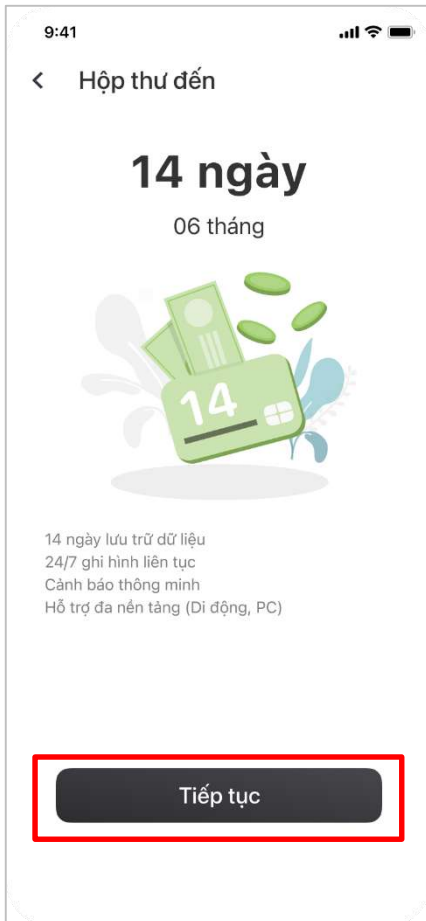 9:41
Hộp thư đến
14 ngày
06 tháng
14
14 ngày lưu trữ dữ liệu
24/7 ghi hình liên tục
Cảnh báo thông minh
Hỗ trợ đa nền tảng (Di động, PC)
Tiếp tục